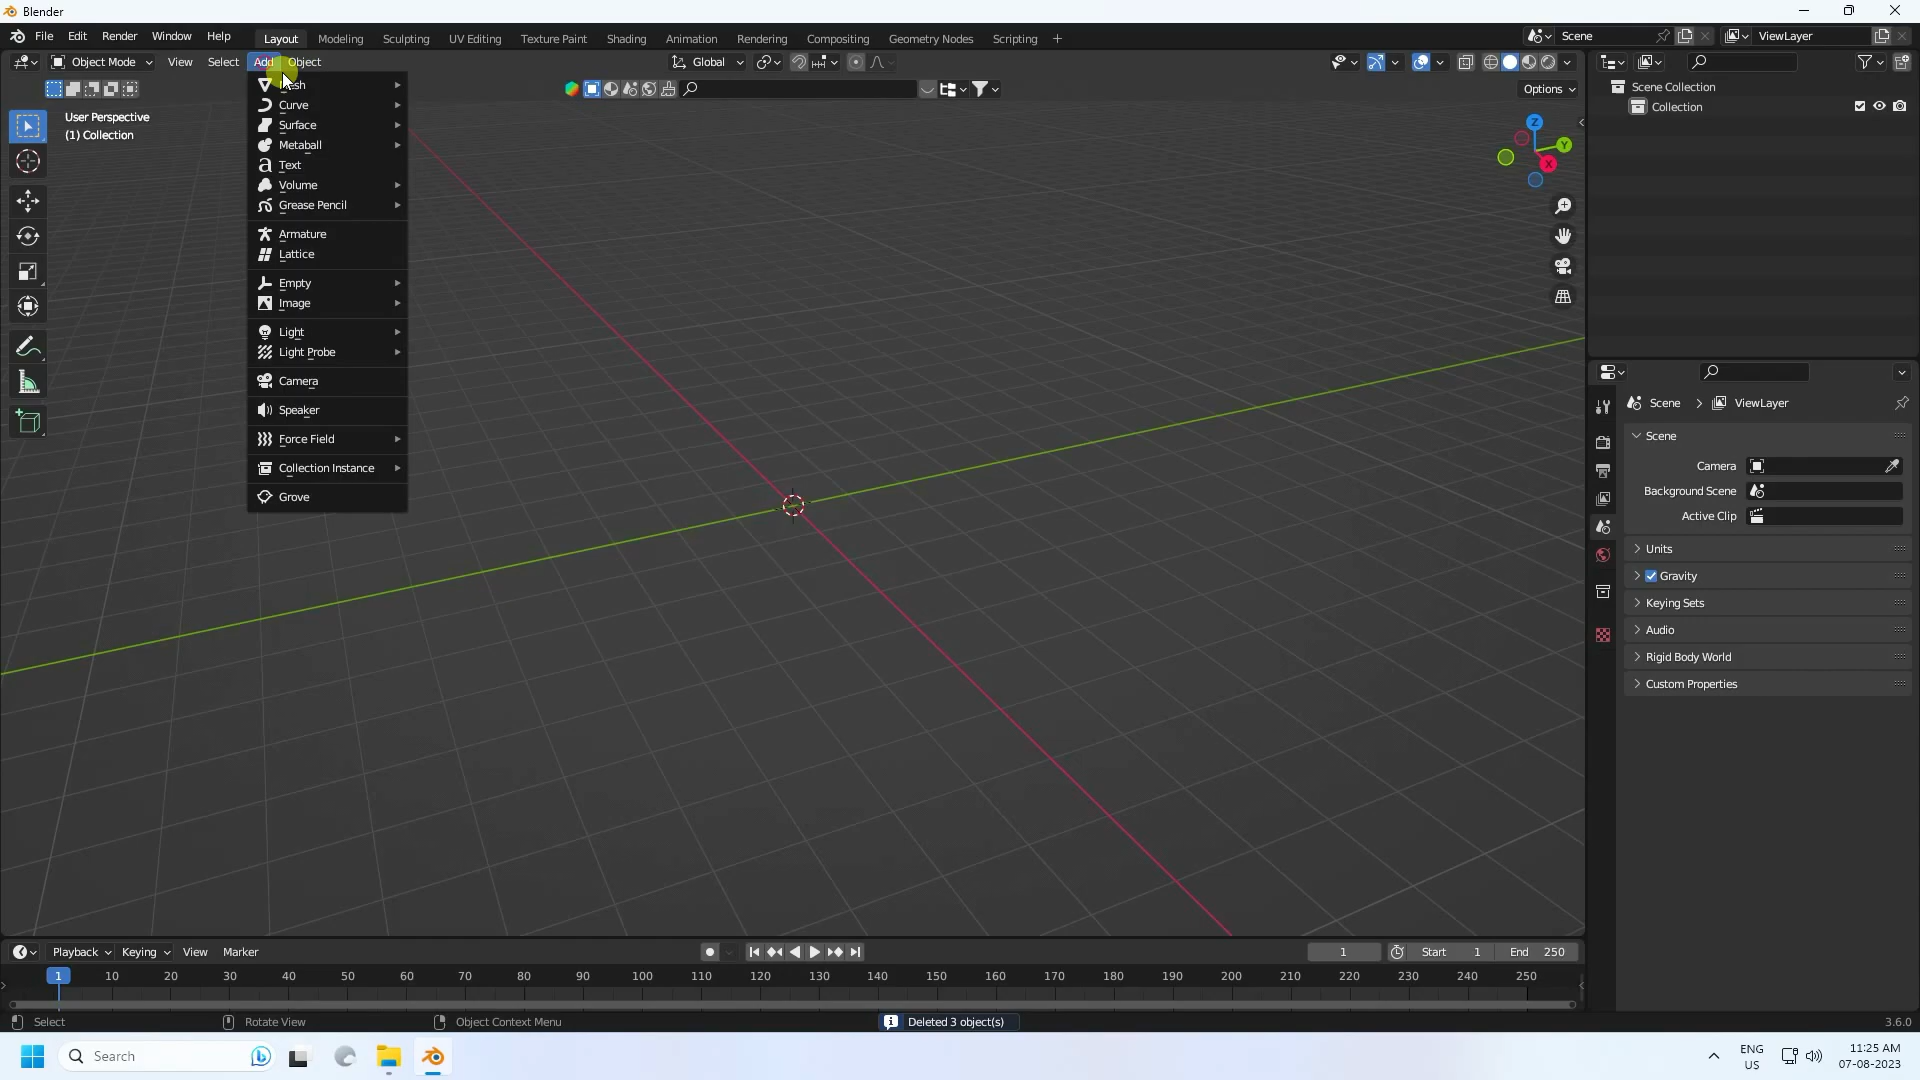 Blender
File Edit Render Window Help Layout Modeling Sculpting UV Editing Texture Paint Shading Animation Rendering Compositing Geometry Nodes Scripting + Scene ViewLayer
Object Mode View Select Add Object Global
Options
User Perspective
(1) Collection
Curve
Surface
Metaball
Text
Volume
Grease Pencil
Armature
Lattice
Empty
Image
Light
Light Probe
Camera
Speaker
Force Field
Collection Instance
Grove
Z
Y
X
Scene Collection
Collection
Scene > ViewLayer
Scene
Camera
Background Scene
Active Clip
Units
Gravity
Keying Sets
Audio
Rigid Body World
Custom Properties
Playback Keying View Marker 1 Start 1 End 250
1 10 20 30 40 50 60 70 80 90 100 110 120 130 140 150 160 170 180 190 200 210 220 230 240 250
Select Rotate View Object Context Menu Deleted 3 object(s) 3.6.0
Search
ENG
US
11:25 AM
07-08-2023